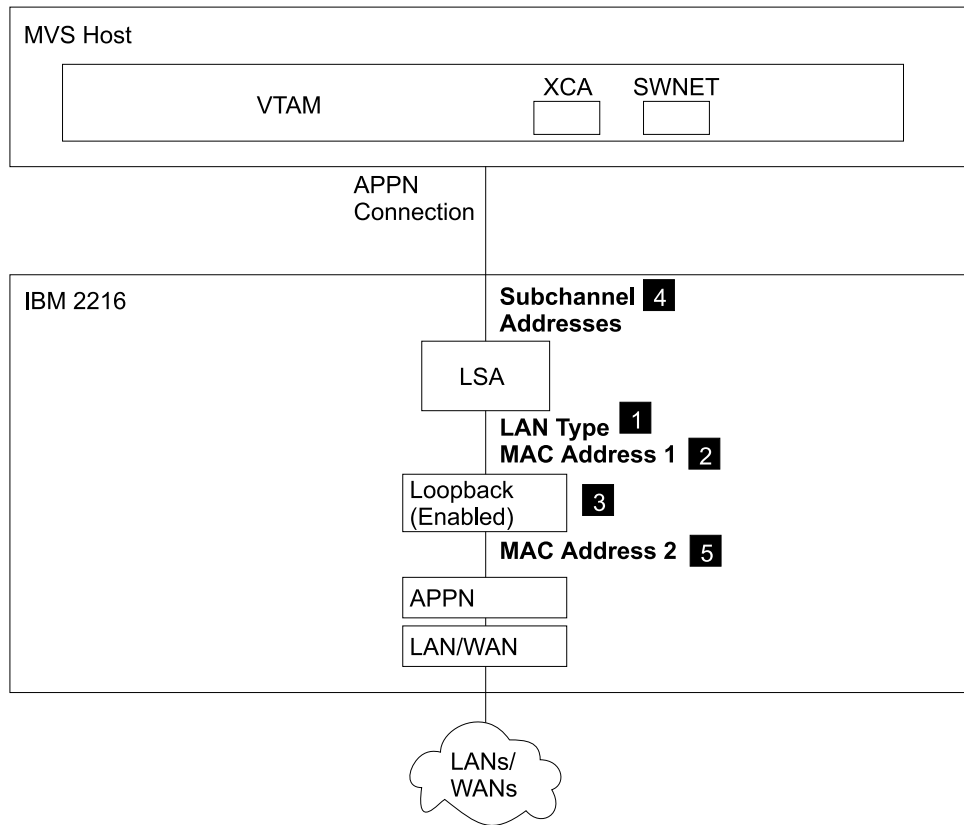 MVS Host
XCA SWNET
VTAM
APPN
Connection
IBM 2216
Subchannel 4
Addresses
LSA
LAN Type 1
MAC Address 1 2
Loopback
(Enabled) 3
MAC Address 2 5
APPN
LAN/WAN
LANs/
WANs